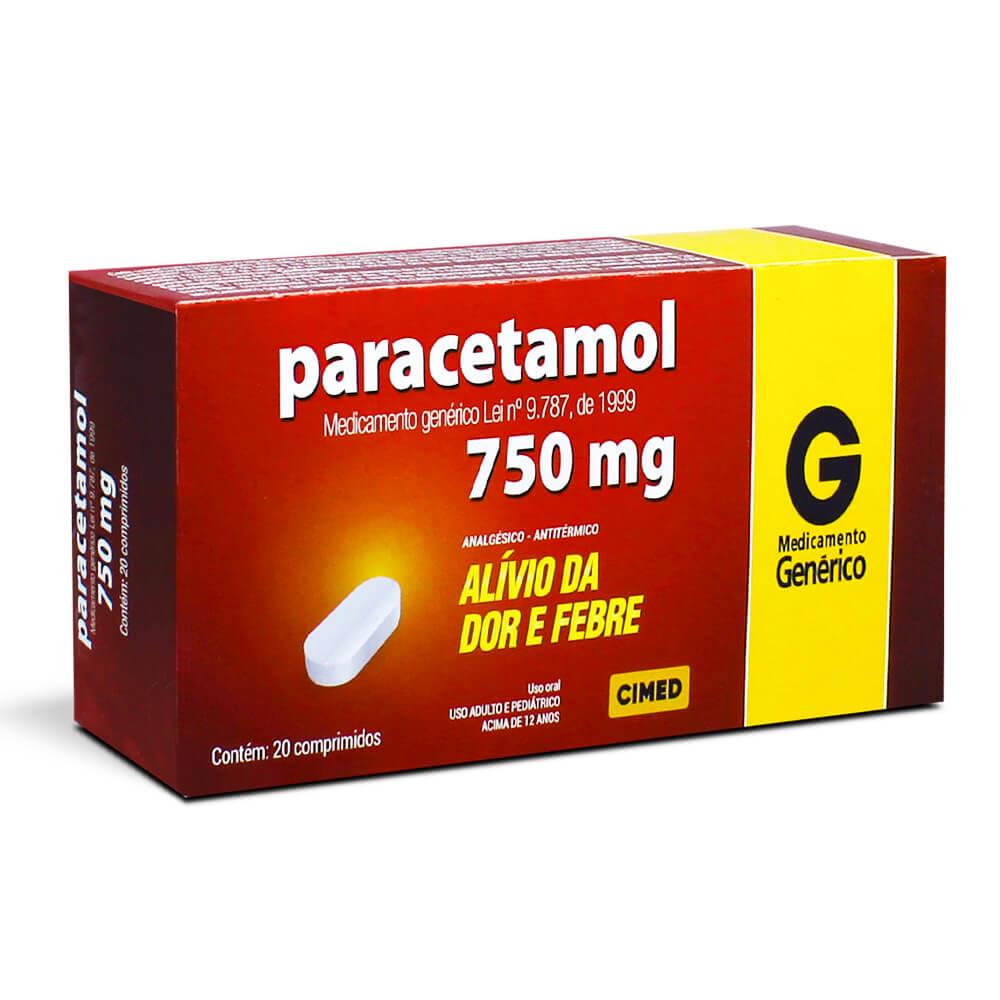 paracetamol
Medicamento genérico Lei nº 9.787, de 1999
750 mg
ANALGÉSICO - ANTITÉRMICO
ALÍVIO DA
DOR E FEBRE
Uso oral
USO ADULTO E PEDIÁTRICO
ACIMA DE 12 ANOS
CIMED
Contém: 20 comprimidos
G
Medicamento
Genérico
paracetamol
Medicamento genérico Lei nº 9.787, de 1999
750 mg
Contém: 20 comprimidos